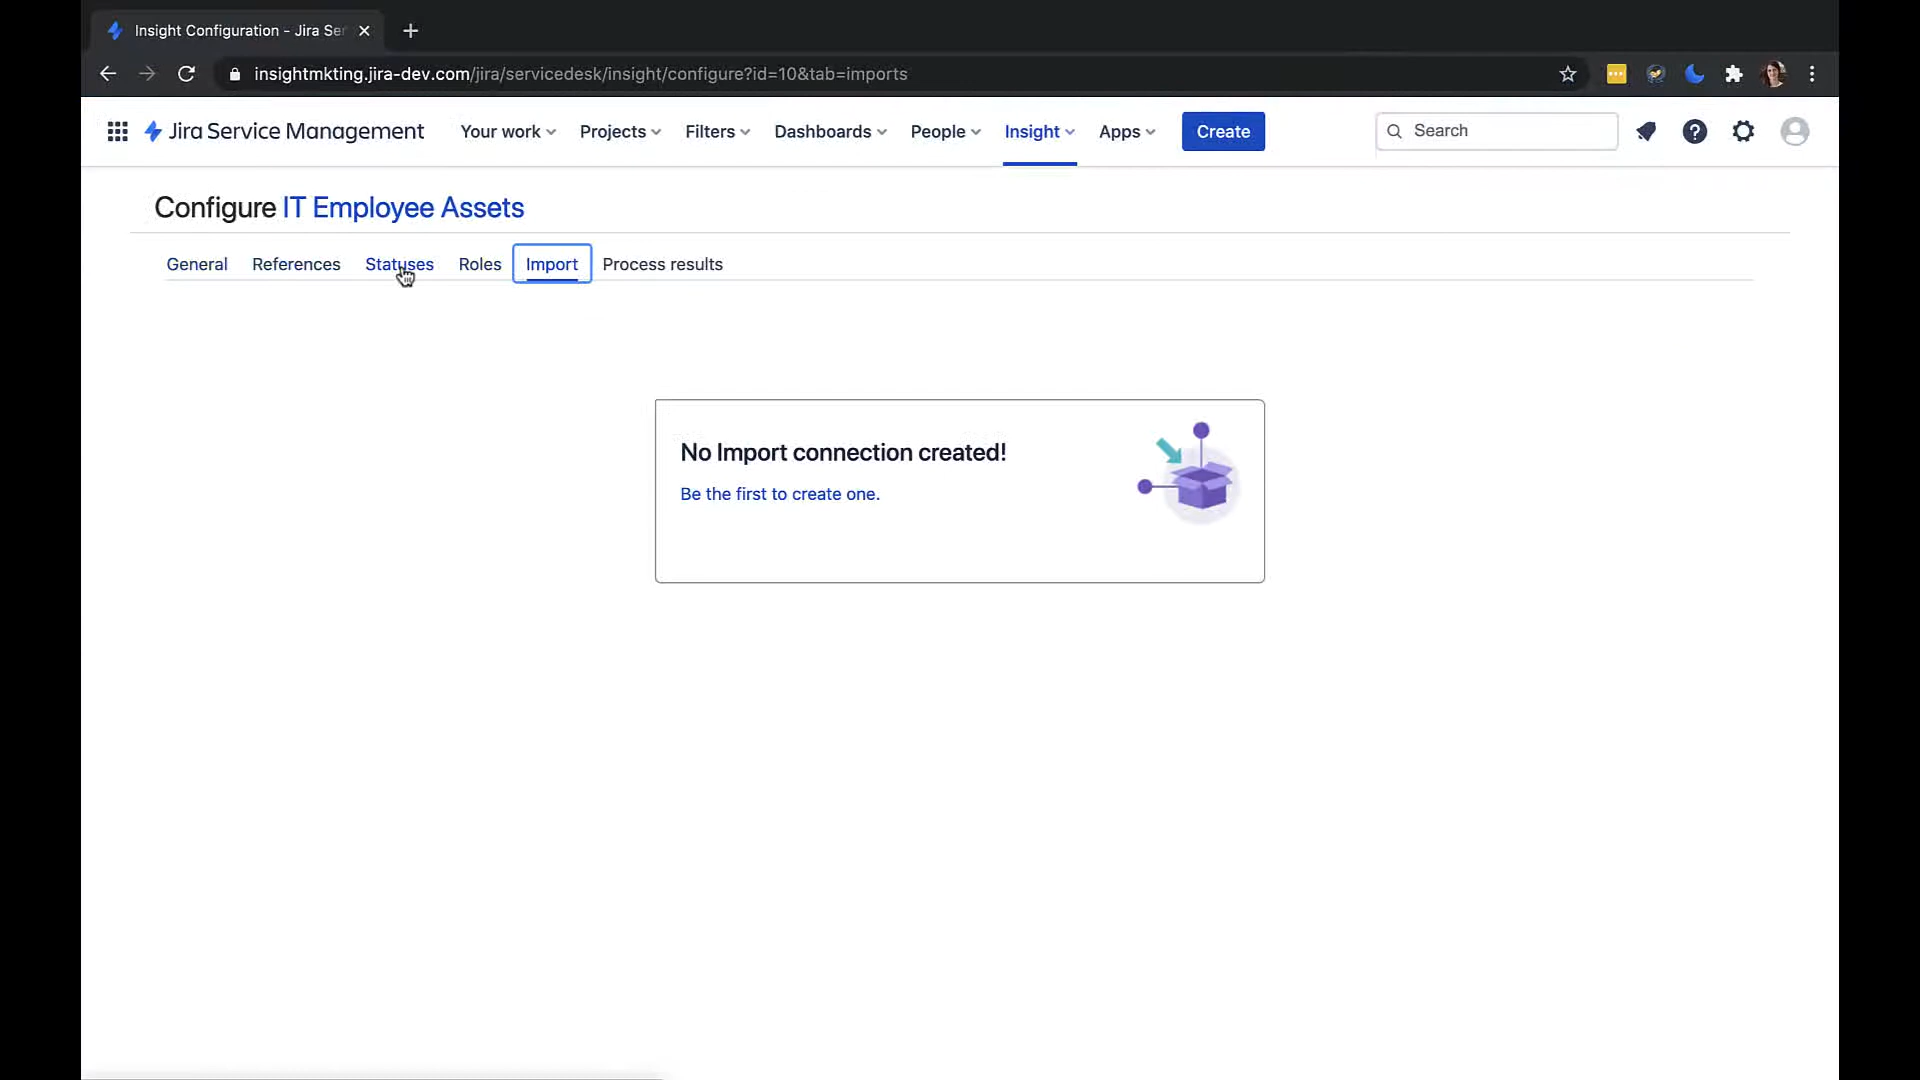 Insight Configuration - Jira Ser
insightmkting.jira-dev.com/jira/servicedesk/insight/configure?id=10&tab=imports
Jira Service Management Your work Projects Filters Dashboards People Insight Apps Create Search
Configure IT Employee Assets
General References Statuses Roles Import Process results
No Import connection created!
Be the first to create one.